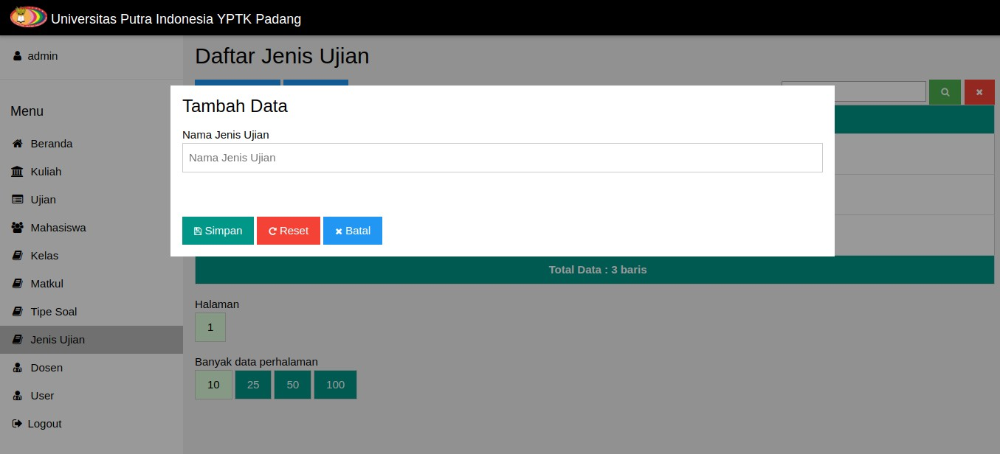 Universitas Putra Indonesia YPTK Padang
admin
Menu
Beranda
Kuliah
Ujian
Mahasiswa
Kelas
Matkul
Tipe Soal
Jenis Ujian
Dosen
User
Logout
Daftar Jenis Ujian
Tambah Data
Nama Jenis Ujian
Nama Jenis Ujian
Simpan Reset Batal
Total Data : 3 baris
Halaman
1
Banyak data perhalaman
10 25 50 100